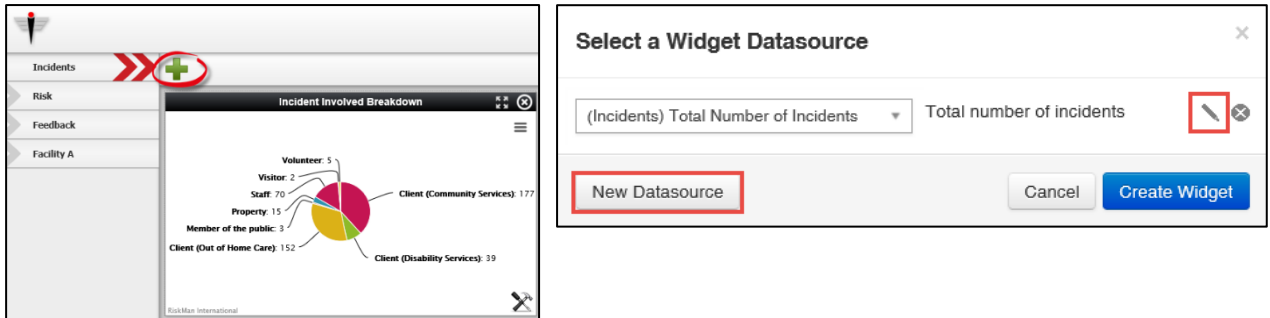 Incidents
Risk
Feedback
Facility A
Incident Involved Breakdown
Volunteer: 5
Visitor: 2
Staff: 70
Client (Community Services): 177
Property: 15
Member of the public: 3
Client (Out of Home Care): 152
Client (Disability Services): 39
RiskMan International
Select a Widget Datasource
(Incidents) Total Number of Incidents
Total number of incidents
New Datasource
Cancel
Create Widget